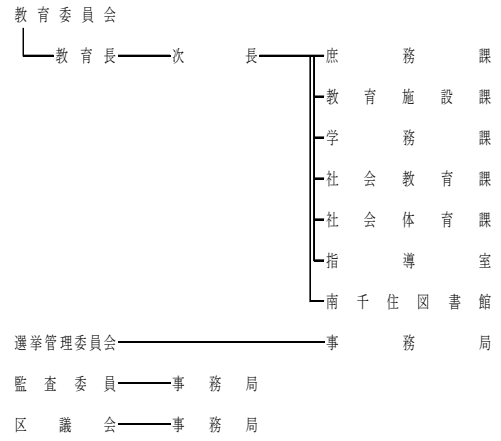 教育委員会
教育長 次長 庶務課
教育施設課
学務課
社会教育課
社会体育課
指導室
南千住図書館
選挙管理委員会 事務局
監査委員 事務局
区議会 事務局